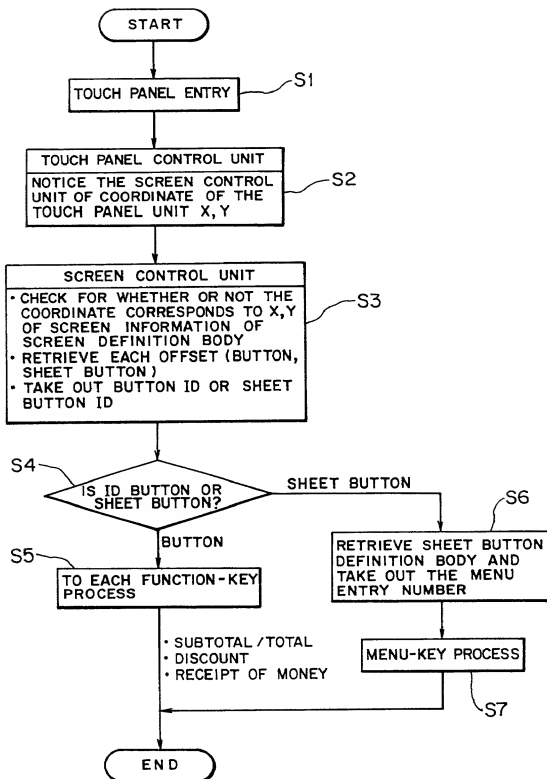 START
TOUCH PANEL ENTRY
S1
TOUCH PANEL CONTROL UNIT
NOTICE THE SCREEN CONTROL
UNIT OF COORDINATE OF THE
TOUCH PANEL UNIT X, Y
S2
SCREEN CONTROL UNIT
• CHECK FOR WHETHER OR NOT THE
COORDINATE CORRESPONDS TO X, Y
OF SCREEN INFORMATION OF
SCREEN DEFINITION BODY
• RETRIEVE EACH OFFSET (BUTTON,
SHEET BUTTON)
• TAKE OUT BUTTON ID OR SHEET
BUTTON ID
S3
S4
IS ID BUTTON OR
SHEET BUTTON?
SHEET BUTTON
BUTTON
S5
TO EACH FUNCTION-KEY
PROCESS
S6
RETRIEVE SHEET BUTTON
DEFINITION BODY AND
TAKE OUT THE MENU
ENTRY NUMBER
• SUBTOTAL / TOTAL
• DISCOUNT
• RECEIPT OF MONEY
MENU-KEY PROCESS
S7
END